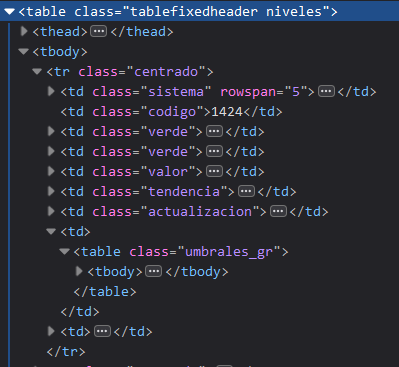 <table class="tablefixedheader niveles">
<thead> ... </thead>
<tbody>
<tr class="centrado">
<td class="sistema" rowspan="5"> ... </td>
<td class="codigo">1424</td>
<td class="verde"> ... </td>
<td class="verde"> ... </td>
<td class="valor"> ... </td>
<td class="tendencia"> ... </td>
<td class="actualizacion"> ... </td>
<td>
<table class="umbrales_gr">
<tbody> ... </tbody>
</table>
</td>
<td> ... </td>
</tr>